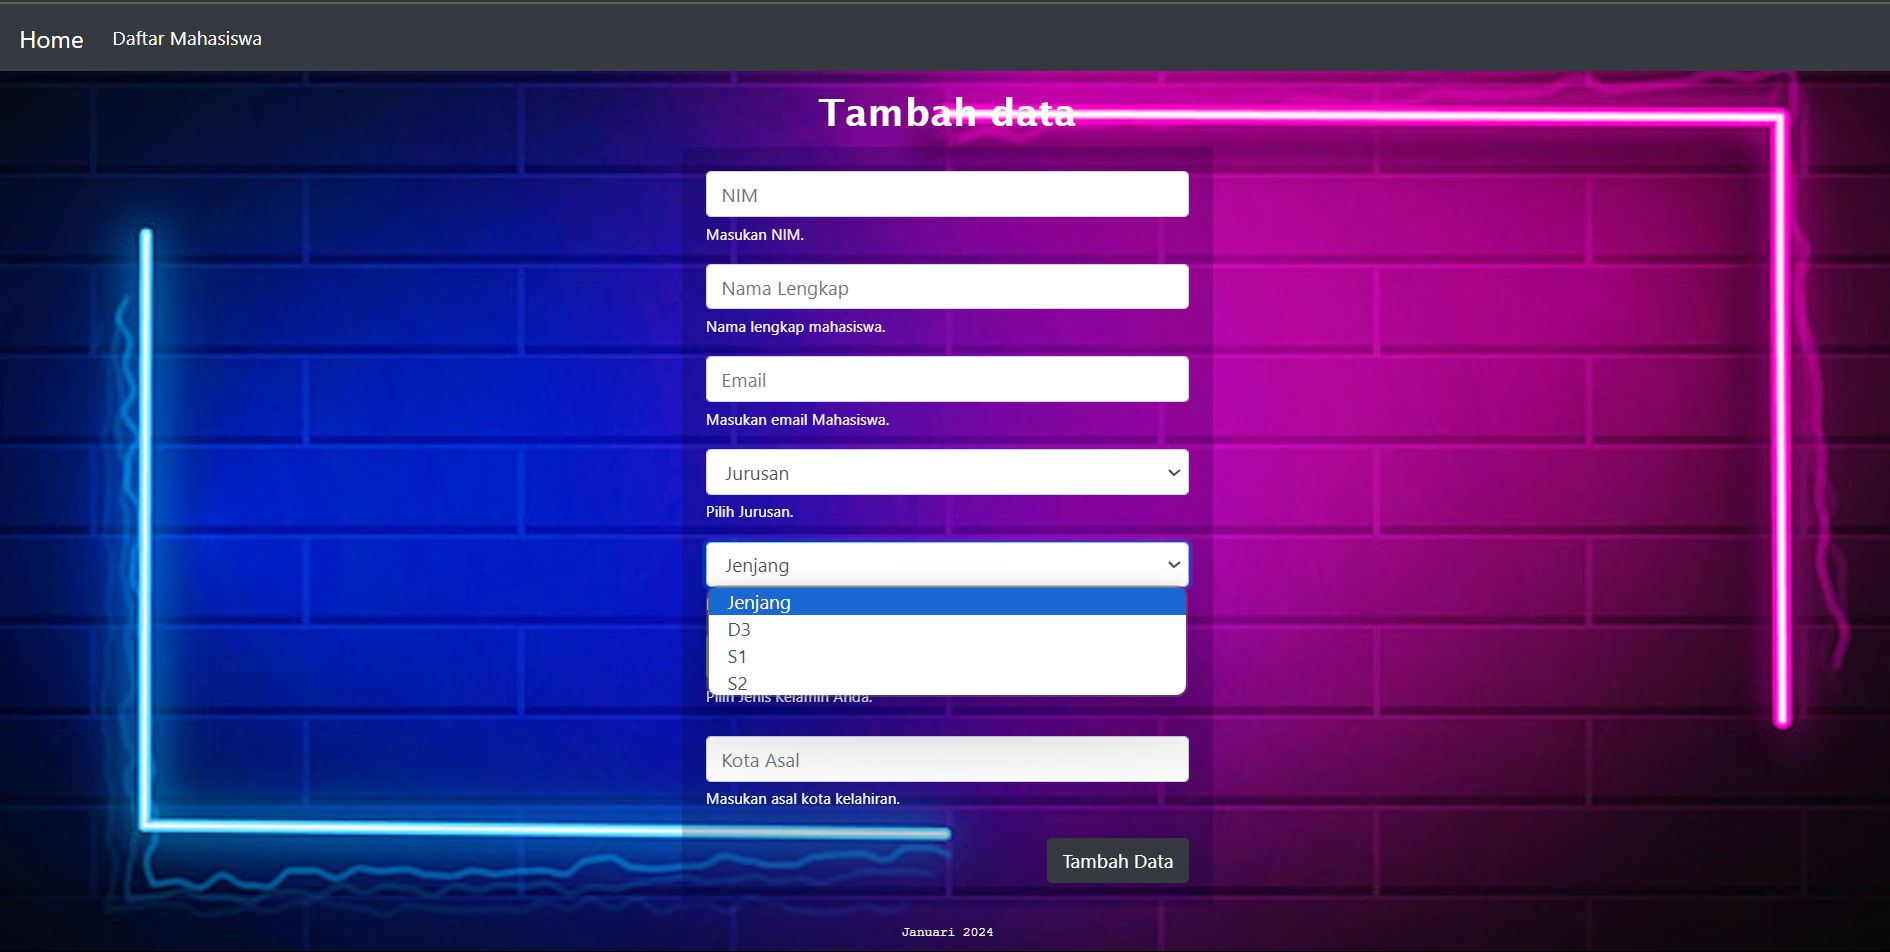 Home Daftar Mahasiswa
Tambah data
NIM
Masukan NIM.
Nama Lengkap
Nama lengkap mahasiswa.
Email
Masukan email Mahasiswa.
Jurusan
Pilih Jurusan.
Jenjang
Jenjang
D3
S1
S2
Pilih Jenis Kelamin Anda.
Kota Asal
Masukan asal kota kelahiran.
Tambah Data
Januari 2024